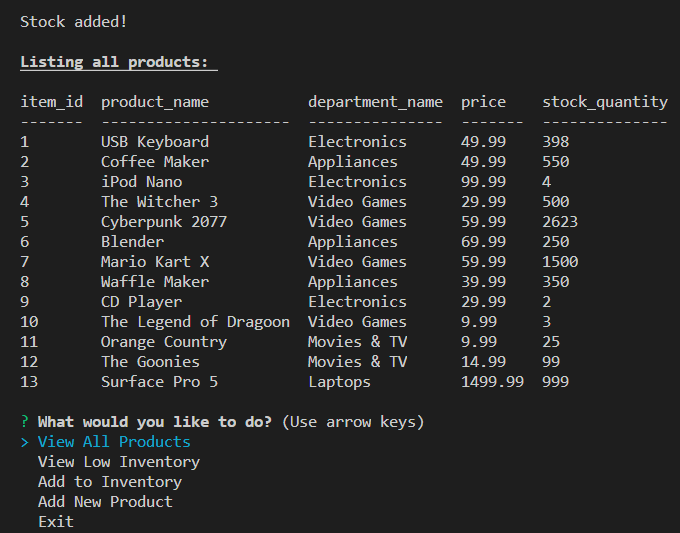 Stock added!
Listing all products:
item_id  product_name           department_name  price    stock_quantity
-------  ---------------------  ---------------  -------  --------------
1        USB Keyboard           Electronics      49.99    398
2        Coffee Maker           Appliances       49.99    550
3        iPod Nano              Electronics      99.99    4
4        The Witcher 3          Video Games      29.99    500
5        Cyberpunk 2077         Video Games      59.99    2623
6        Blender                Appliances       69.99    250
7        Mario Kart X           Video Games      59.99    1500
8        Waffle Maker           Appliances       39.99    350
9        CD Player              Electronics      29.99    2
10       The Legend of Dragoon  Video Games      9.99     3
11       Orange Country         Movies & TV      9.99     25
12       The Goonies            Movies & TV      14.99    99
13       Surface Pro 5          Laptops          1499.99  999
? What would you like to do? (Use arrow keys)
> View All Products
  View Low Inventory
  Add to Inventory
  Add New Product
  Exit